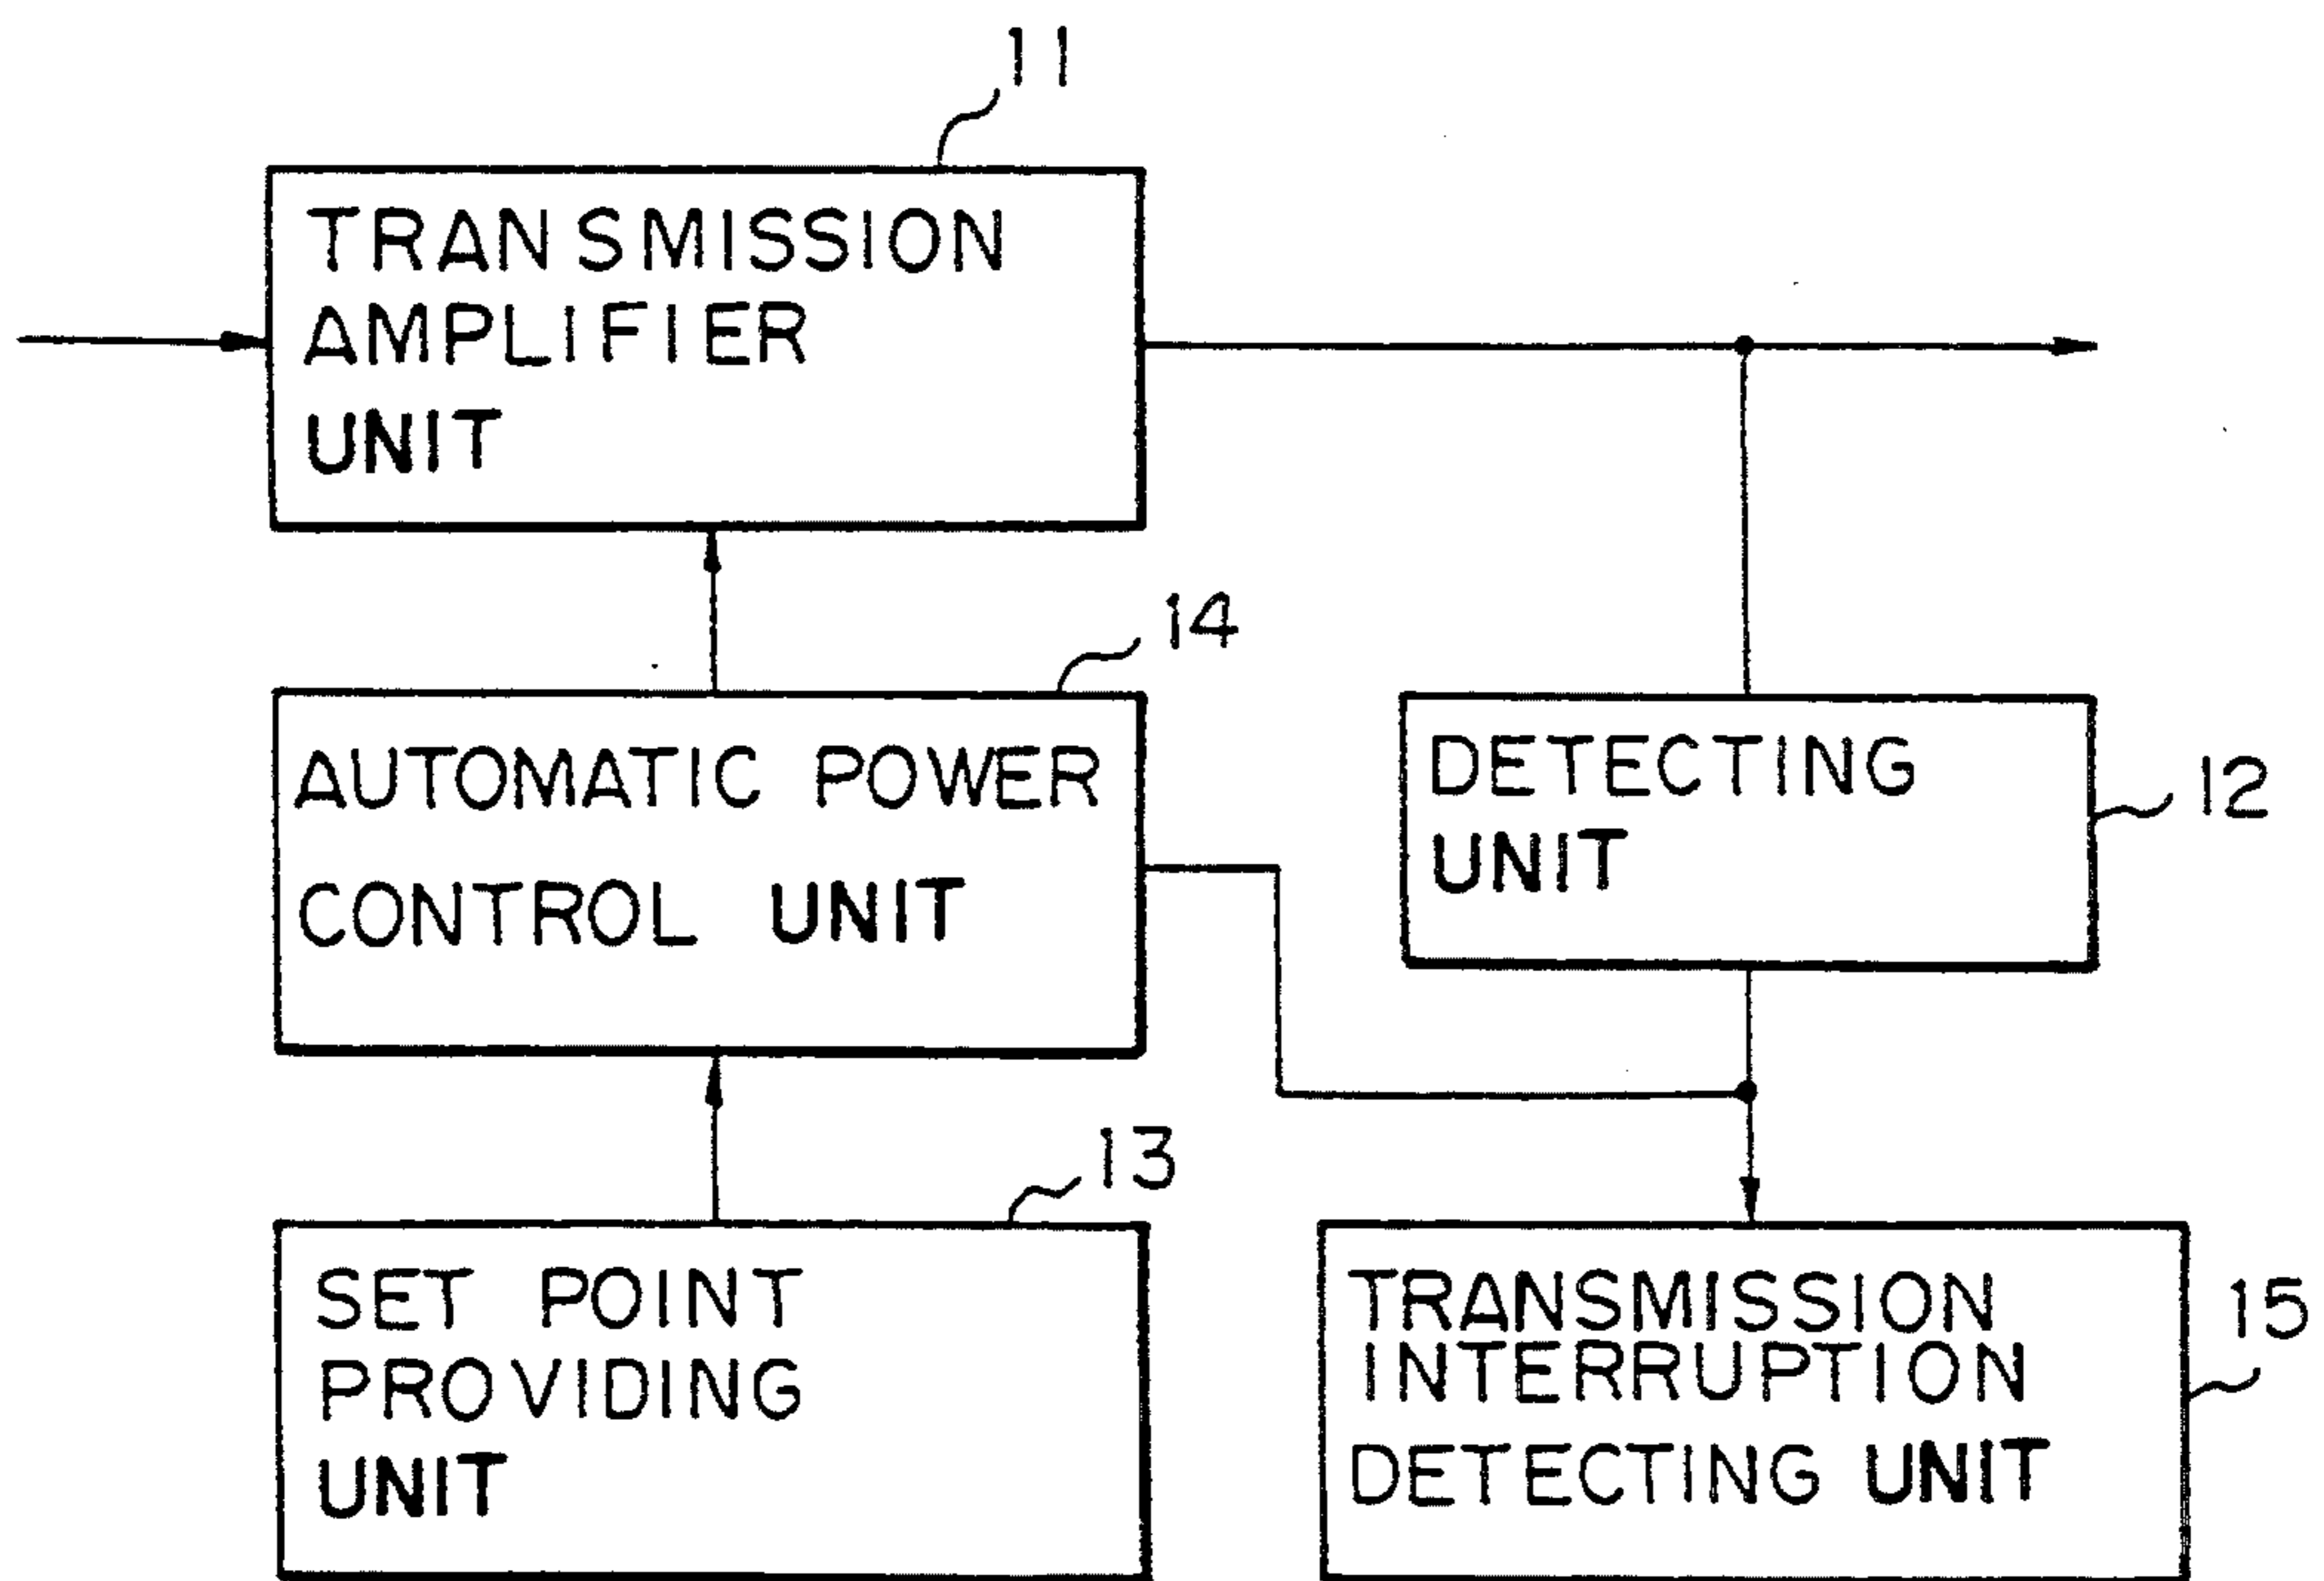 11
TRANSMISSION
AMPLIFIER
UNIT
14
AUTOMATIC POWER
CONTROL UNIT
DETECTING
UNIT
12
13
SET POINT
PROVIDING
UNIT
TRANSMISSION
INTERRUPTION
DETECTING UNIT
15